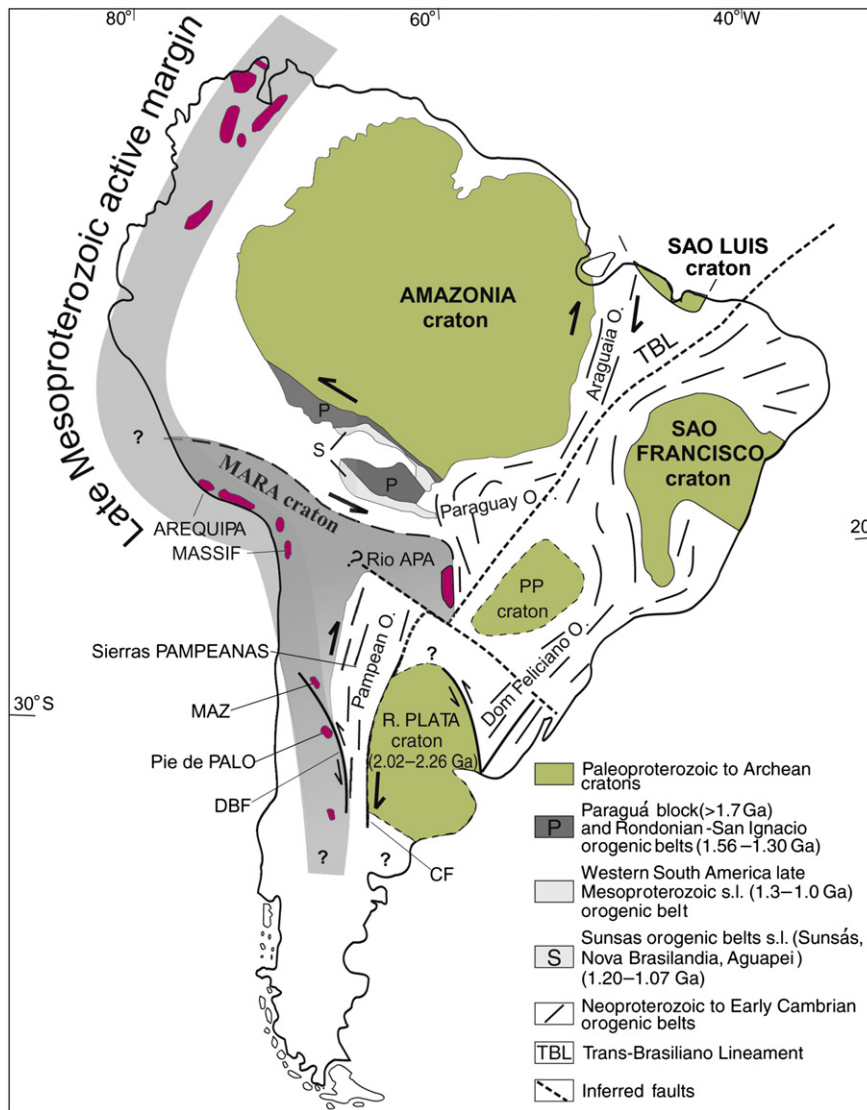 80°
60°
40°W
Late Mesoproterozoic active margin
SAO LUIS
craton
AMAZONIA
craton
Araguaia O.
TBL
P
S
P
SAO
FRANCISCO
craton
?
MARA craton
Paraguay O.
AREQUIPA
MASSIF
20
? Rio APA
PP
craton
Sierras PAMPEANAS
Pampean O.
?
Dom Feliciano O.
30°S
MAZ
R. PLATA
craton
(2.02–2.26 Ga)
Pie de PALO
DBF
?
?
CF
Paleoproterozoic to Archean
cratons
P
Paraguá block(>1.7 Ga)
and Rondonian-San Ignacio
orogenic belts (1.56–1.30 Ga)
Western South America late
Mesoproterozoic s.l. (1.3–1.0 Ga)
orogenic belt
S
Sunsas orogenic belts s.l. (Sunsás,
Nova Brasilandia, Aguapei)
(1.20–1.07 Ga)
Neoproterozoic to Early Cambrian
orogenic belts
TBL
Trans-Brasiliano Lineament
Inferred faults